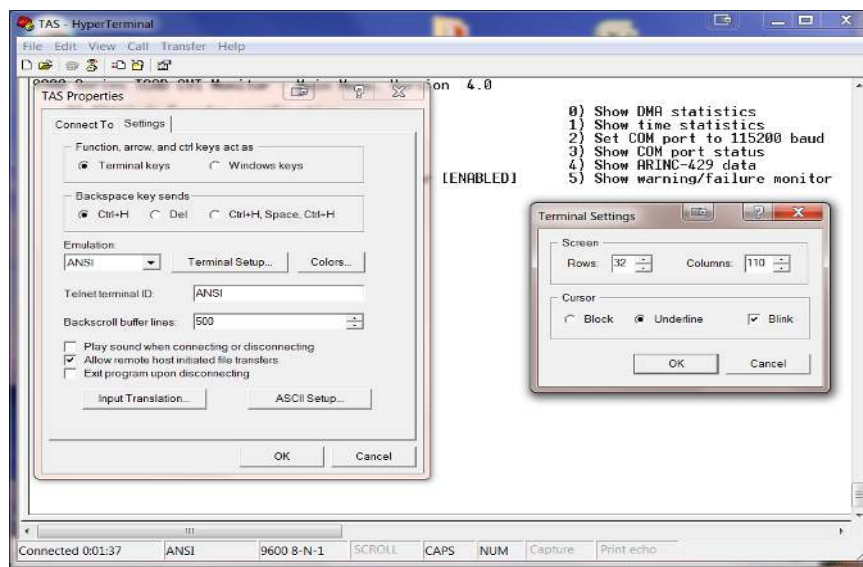 TAS - HyperTerminal
File Edit View Call Transfer Help
ion 4.0
0) Show DMA statistics
1) Show time statistics
2) Set COM port to 115200 baud
3) Show COM port status
4) Show ARINC-429 data
[ENABLED] 5) Show warning/failure monitor
TAS Properties
Connect To Settings
Function, arrow, and ctrl keys act as
Terminal keys Windows keys
Backspace key sends
Ctrl+H Del Ctrl+H, Space, Ctrl+H
Emulation:
ANSI Terminal Setup... Colors...
Telnet terminal ID: ANSI
Backscroll buffer lines: 500
Play sound when connecting or disconnecting
Allow remote host initiated file transfers
Exit program upon disconnecting
Input Translation... ASCII Setup...
OK Cancel
Terminal Settings
Screen
Rows: 32 Columns: 110
Cursor
Block Underline Blink
OK Cancel
Connected 0:01:37 ANSI 9600 8-N-1 SCROLL CAPS NUM Capture Print echo